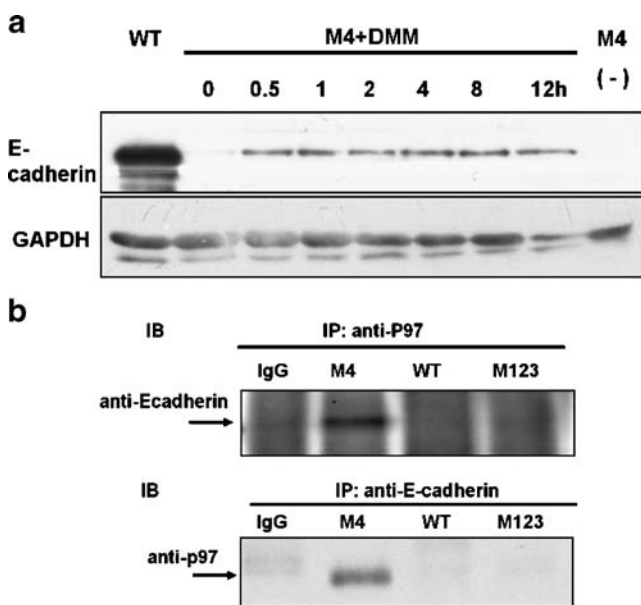 a
WT M4+DMM M4
0 0.5 1 2 4 8 12h (-)
E-
cadherin
GAPDH
b
IB IP: anti-P97
IgG M4 WT M123
anti-Ecadherin
IB IP: anti-E-cadherin
IgG M4 WT M123
anti-p97